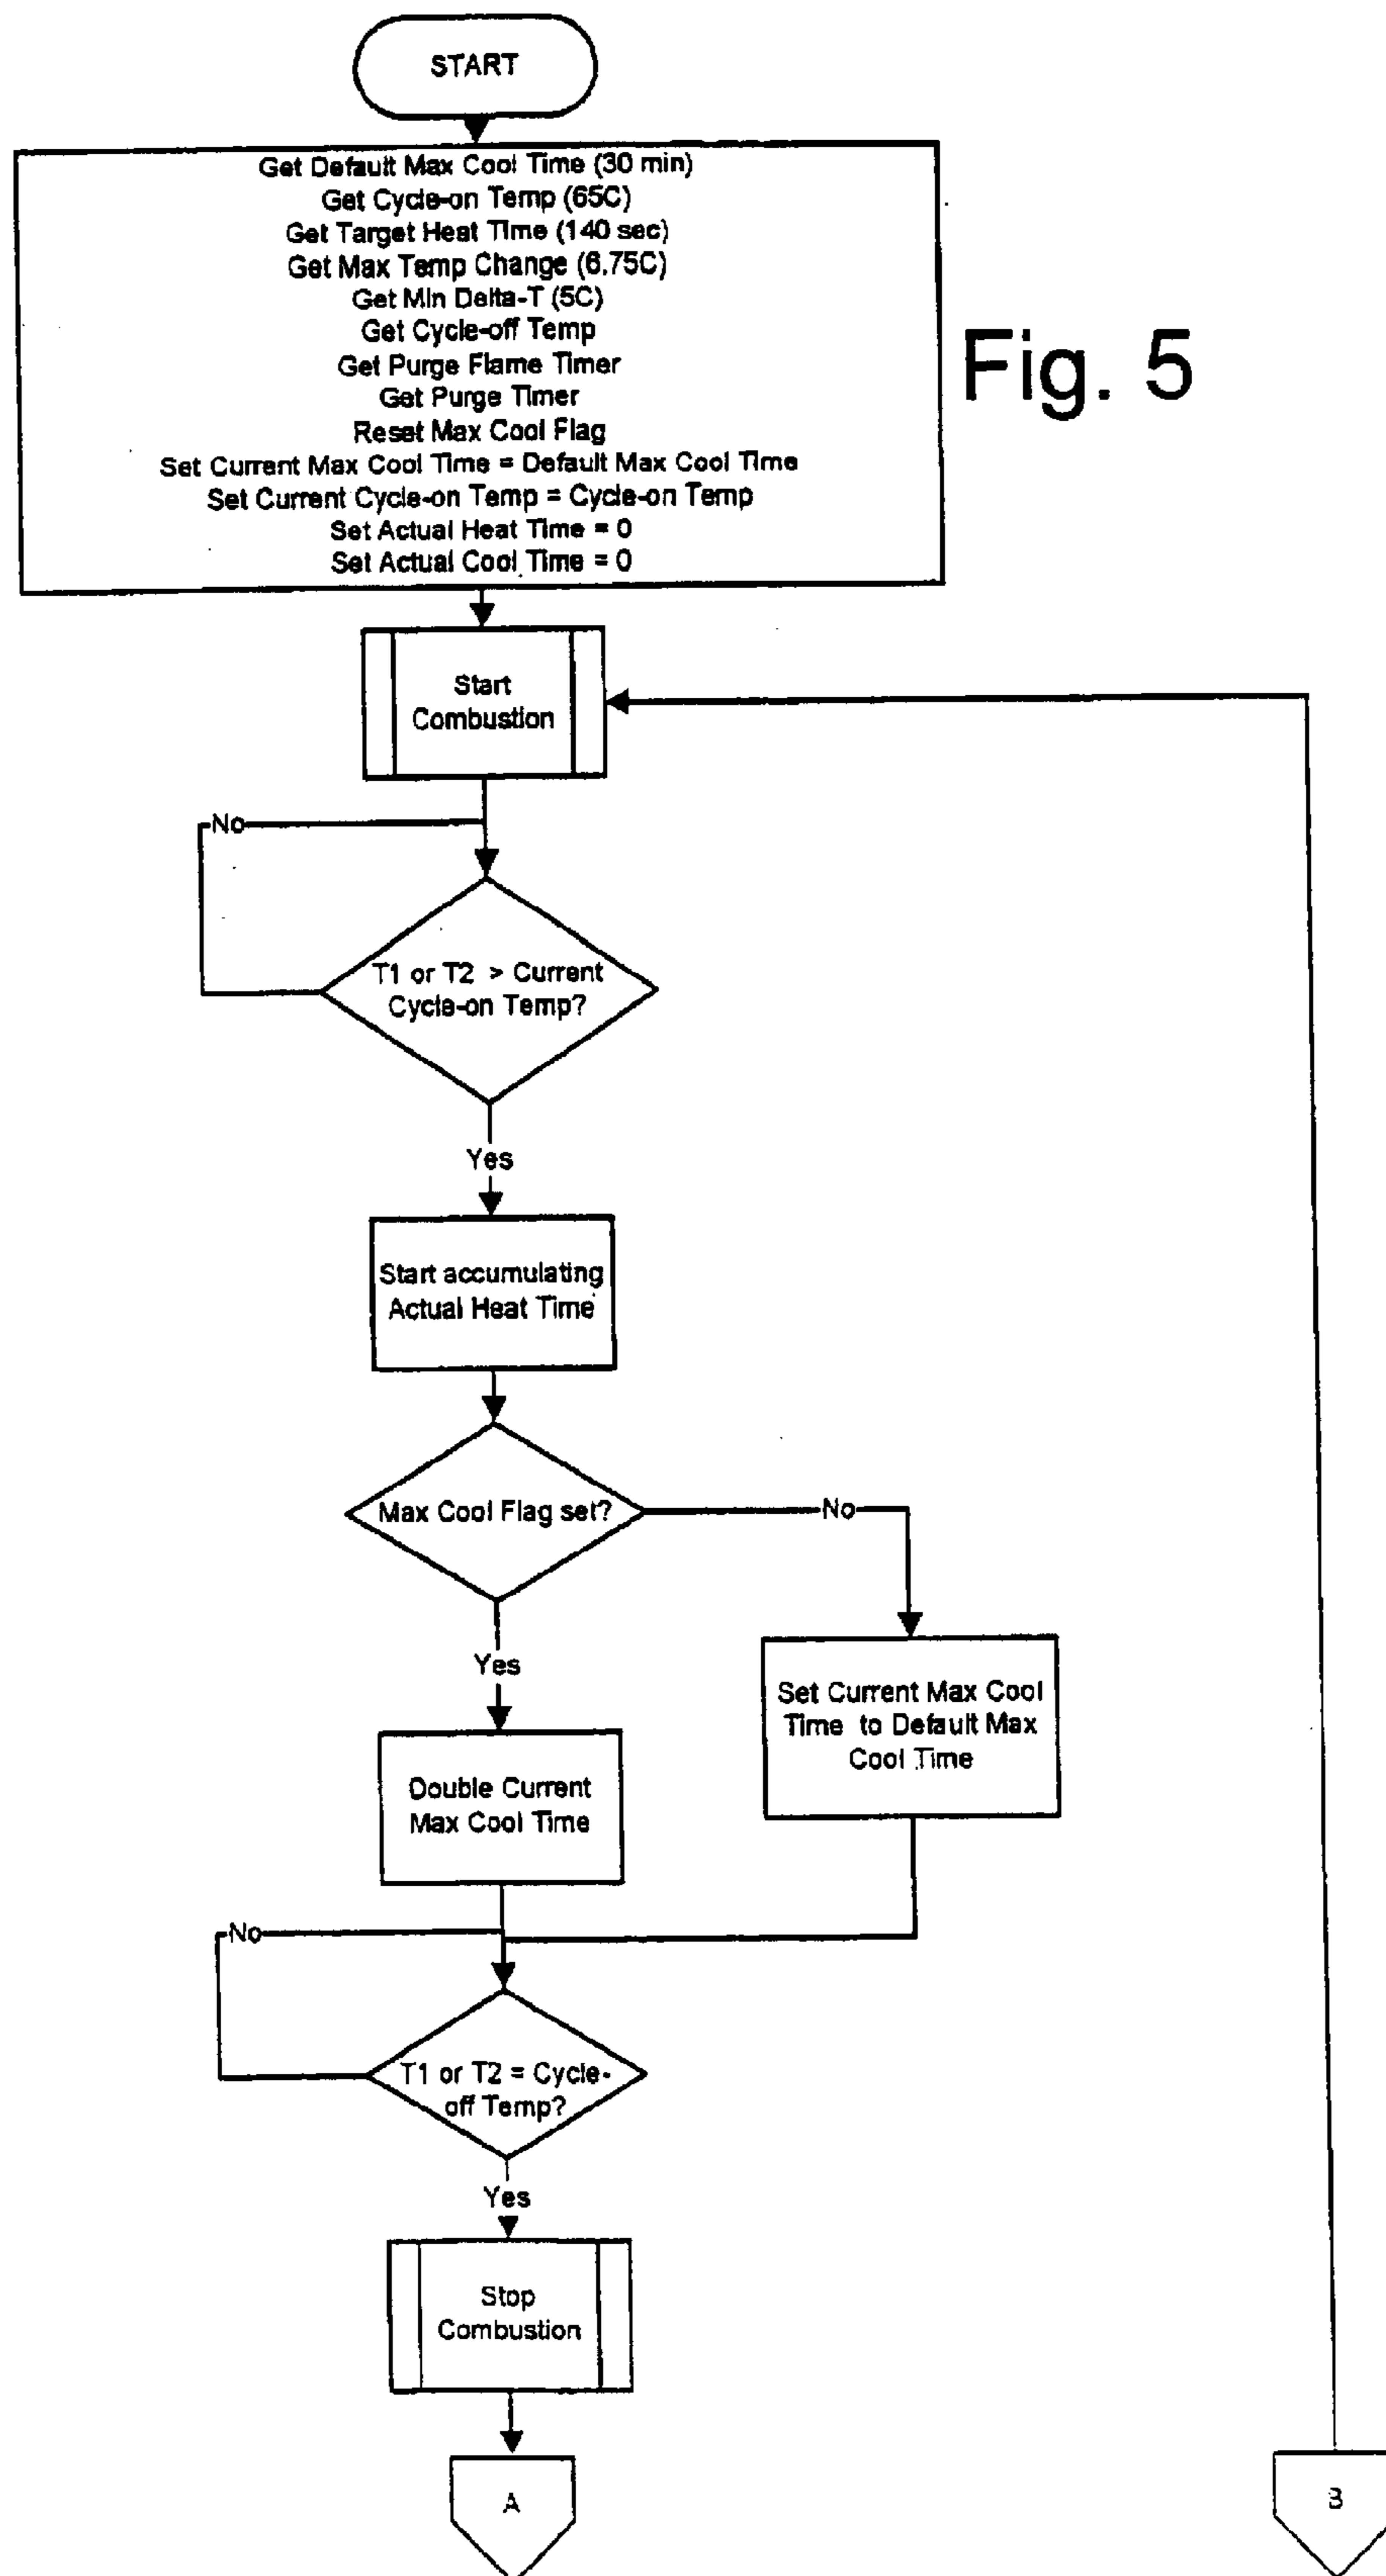 START
Get Default Max Cool Time (30 min)
Get Cycle-on Temp (65C)
Get Target Heat Time (140 sec)
Get Max Temp Change (6.75C)
Get Min Delta-T (5C)
Get Cycle-off Temp
Get Purge Flame Timer
Get Purge Timer
Reset Max Cool Flag
Set Current Max Cool Time = Default Max Cool Time
Set Current Cycle-on Temp = Cycle-on Temp
Set Actual Heat Time = 0
Set Actual Cool Time = 0
Fig. 5
Start
Combustion
No
T1 or T2 > Current
Cycle-on Temp?
Yes
Start accumulating
Actual Heat Time
Max Cool Flag set?
No
Yes
Set Current Max Cool
Time to Default Max
Cool Time
Double Current
Max Cool Time
No
T1 or T2 = Cycle-
off Temp?
Yes
Stop
Combustion
A
B